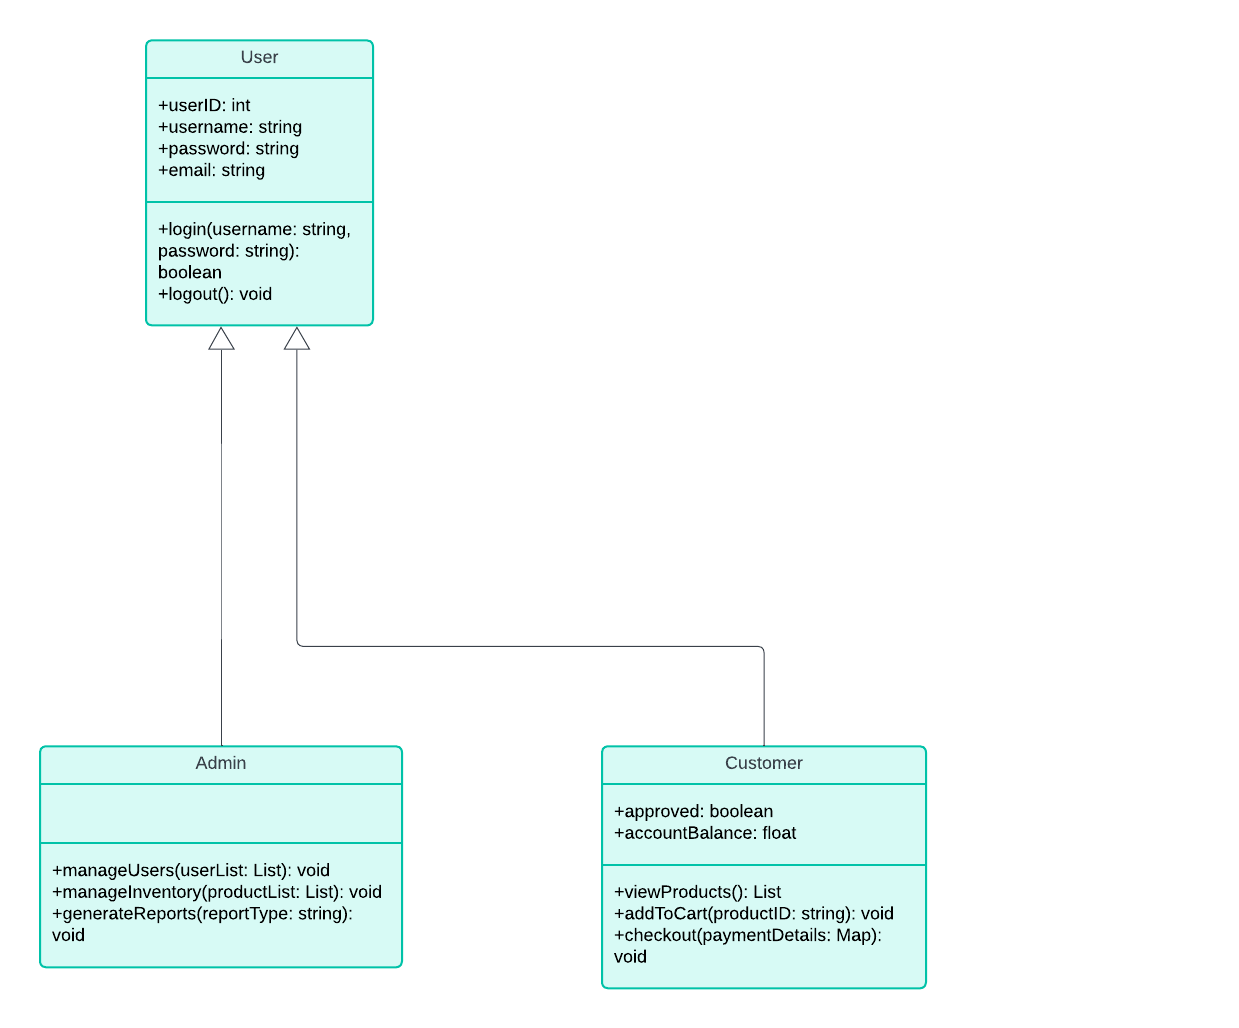 User
+userID: int
+username: string
+password: string
+email: string
+login(username: string,
password: string):
boolean
+logout(): void
Admin
+manageUsers(userList: List): void
+manageInventory(productList: List): void
+generateReports(reportType: string):
void
Customer
+approved: boolean
+accountBalance: float
+viewProducts(): List
+addToCart(productID: string): void
+checkout(paymentDetails: Map):
void